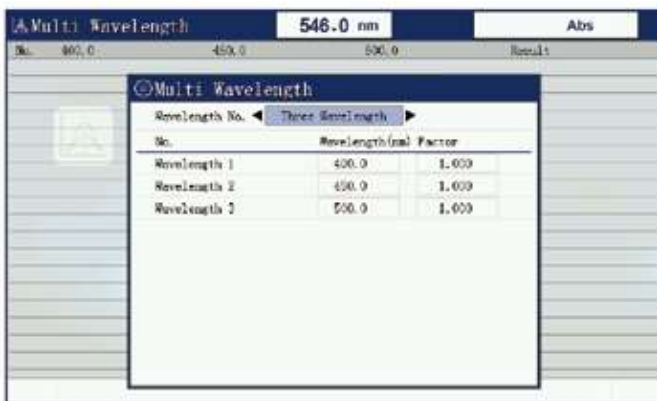 Multi Wavelength 546.0 nm Abs
No. 400.0 450.0 500.0 Result
Multi Wavelength
Wavelength No. ◀ Three Wavelength ▶
No. Wavelength(nm) Factor
Wavelength 1 400.0 1.000
Wavelength 2 450.0 1.000
Wavelength 3 500.0 1.000